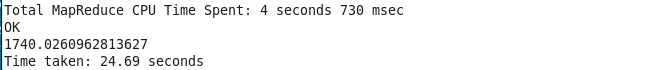 Total MapReduce CPU Time Spent: 4 seconds 730 msec
OK
1740.0260962813627
Time taken: 24.69 seconds